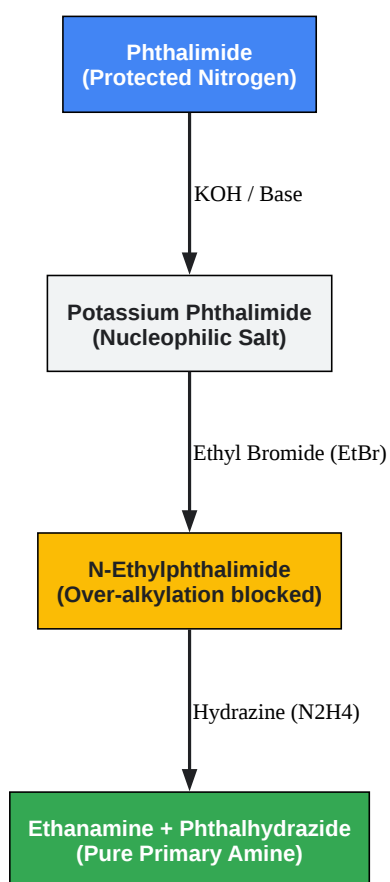 Phthalimide
(Protected Nitrogen)
KOH / Base
Potassium Phthalimide
(Nucleophilic Salt)
Ethyl Bromide (EtBr)
N-Ethylphthalimide
(Over-alkylation blocked)
Hydrazine (N2H4)
Ethanamine + Phthalhydrazide
(Pure Primary Amine)